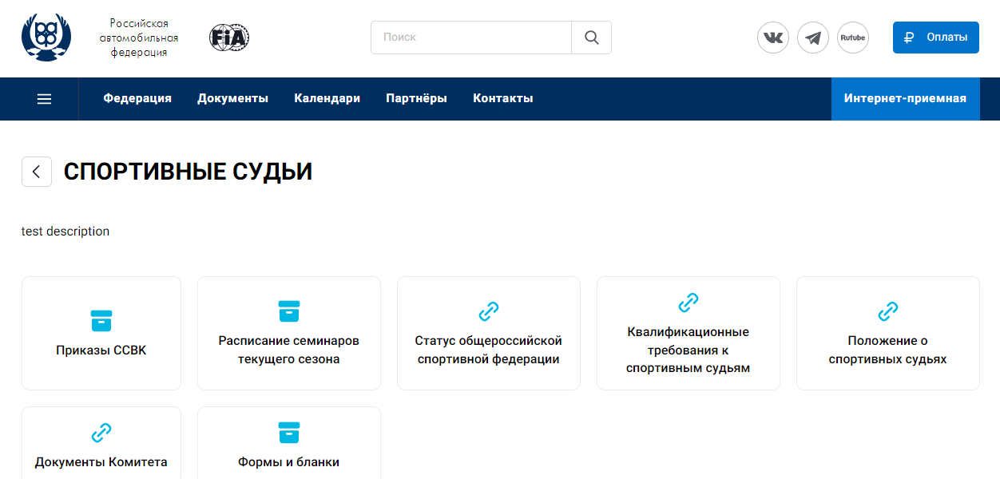 Российская
автомобильная
федерация
FiA
Поиск
Rutube
Оплаты
Федерация
Документы
Календари
Партнёры
Контакты
Интернет-приемная
СПОРТИВНЫЕ СУДЬИ
test description
Приказы ССВК
Расписание семинаров
текущего сезона
Статус общероссийской
спортивной федерации
Квалификационные
требования к
спортивным судьям
Положение о
спортивных судьях
Документы Комитета
Формы и бланки